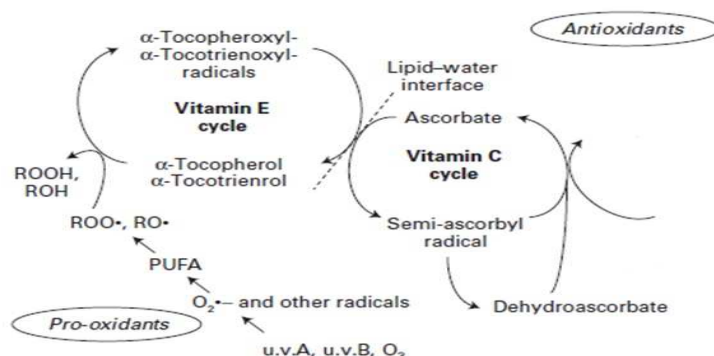 α-Tocopheroxyl-
α-Tocotrienoxyl-
radicals
Antioxidants
Lipid–water
interface
Vitamin E
cycle
Ascorbate
Vitamin C
cycle
α-Tocopherol
α-Tocotrienrol
ROOH,
ROH
ROO•, RO•
Semi-ascorbyl
radical
PUFA
O₂•– and other radicals
Dehydroascorbate
Pro-oxidants
u.v.A, u.v.B, O₃